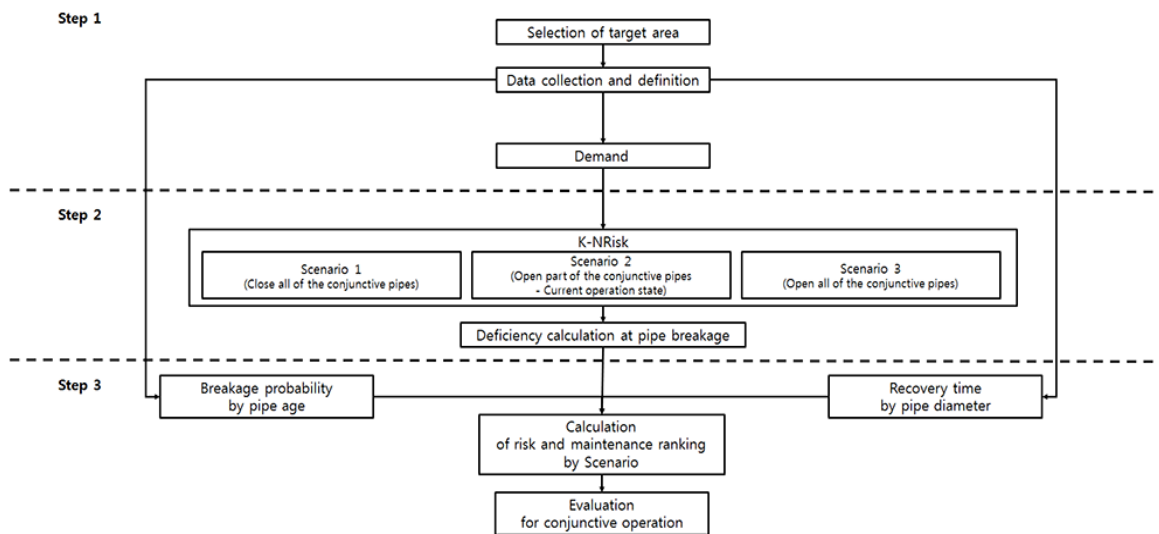 Step 1
Selection of target area
Data collection and definition
Demand
Step 2
K-NRisk
Scenario 1
(Close all of the conjunctive pipes)
Scenario 2
(Open part of the conjunctive pipes
- Current operation state)
Scenario 3
(Open all of the conjunctive pipes)
Deficiency calculation at pipe breakage
Step 3
Breakage probability
by pipe age
Recovery time
by pipe diameter
Calculation
of risk and maintenance ranking
by Scenario
Evaluation
for conjunctive operation